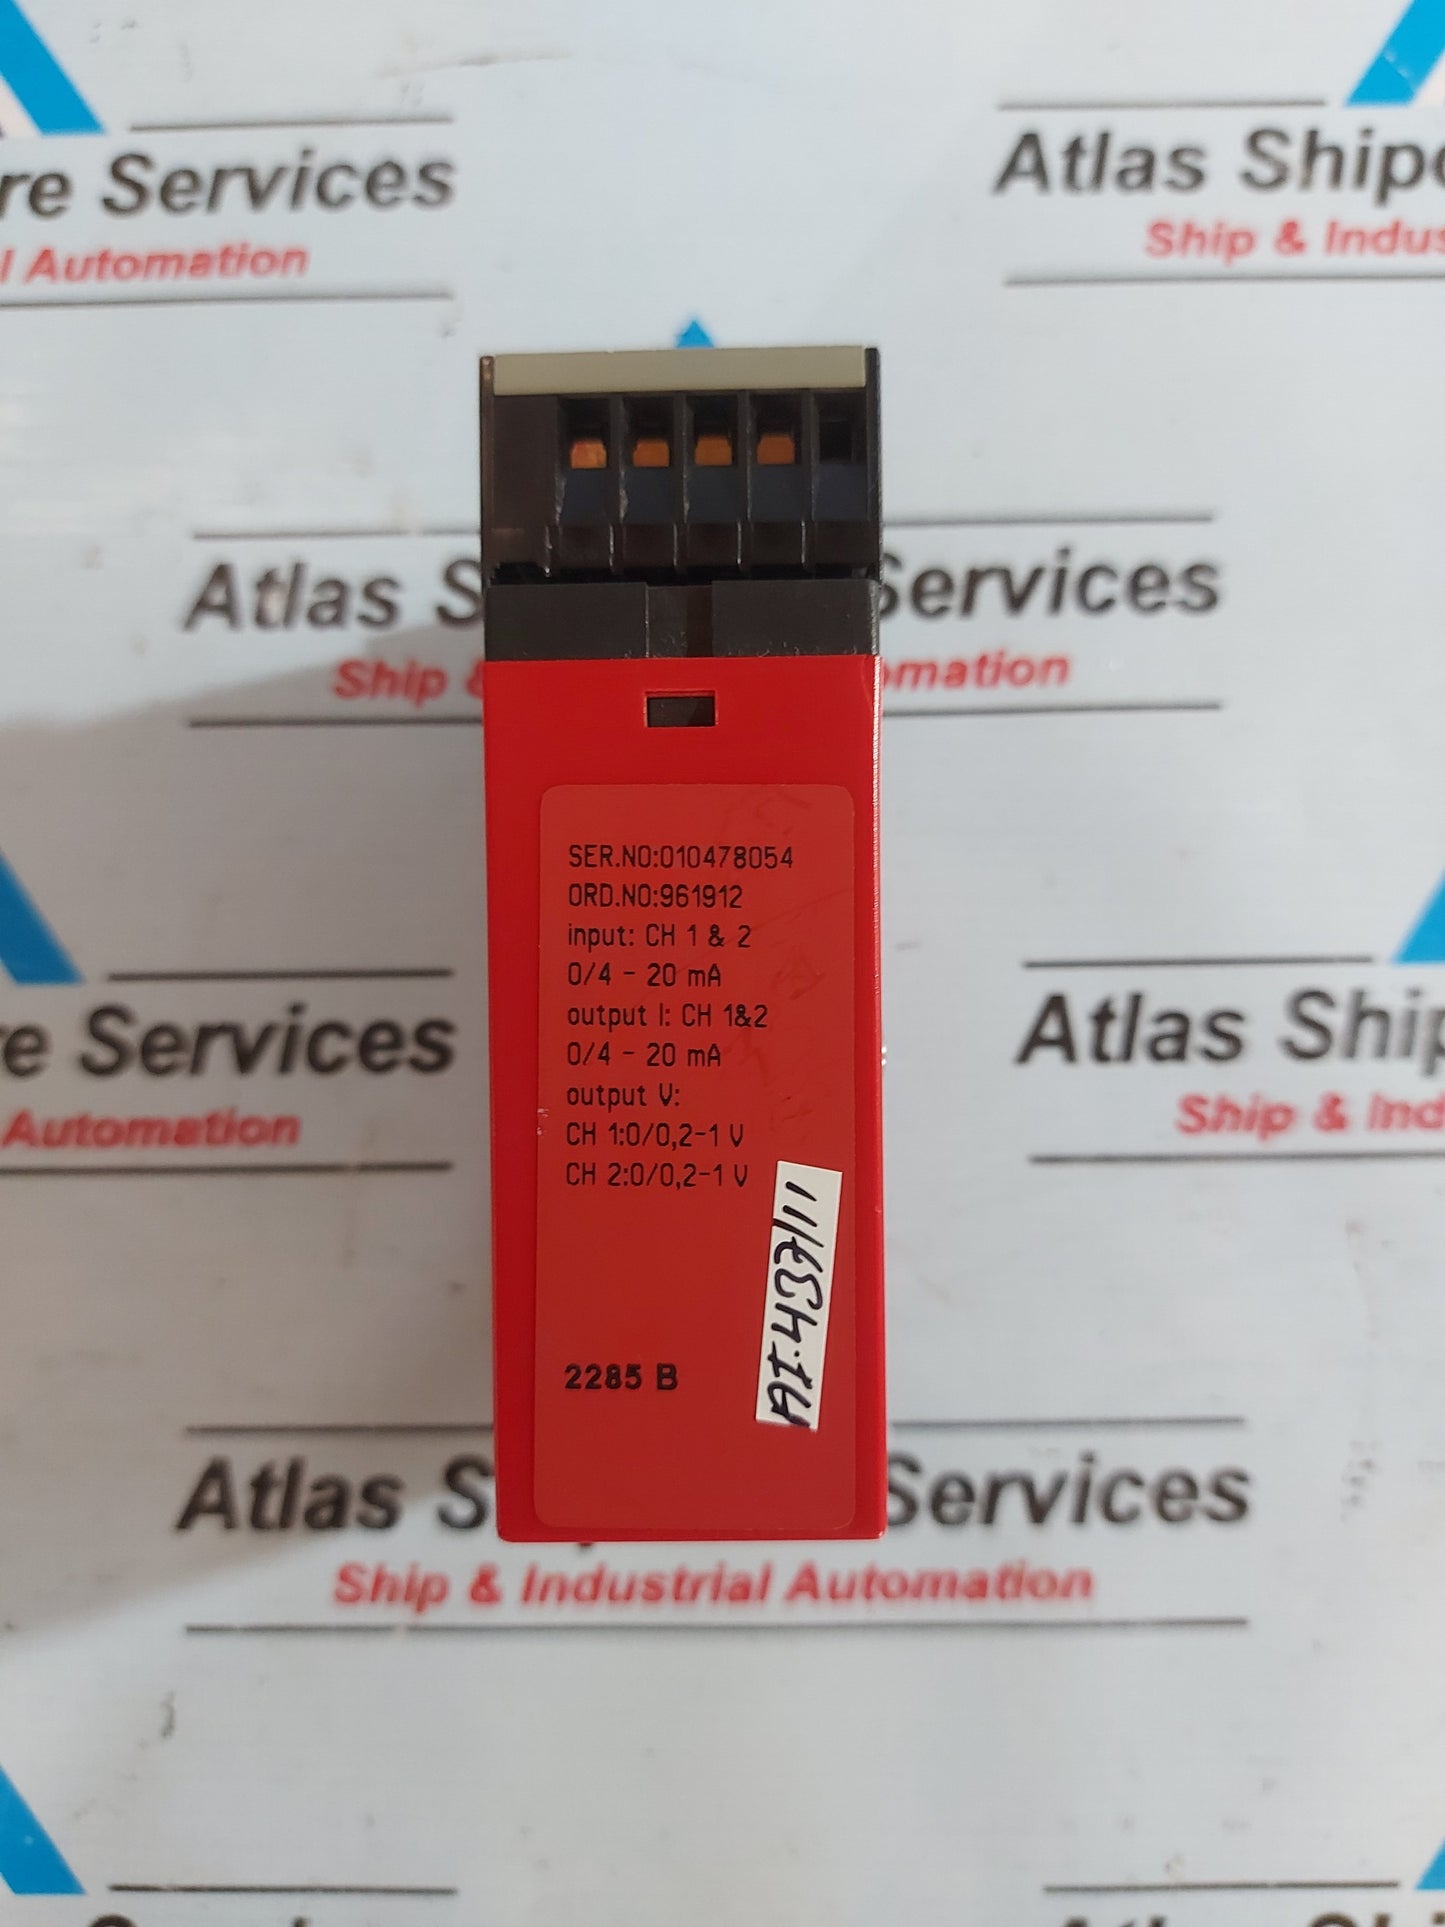 re Services
l Automation
Atlas Ship
Ship & Indus
Atlas S
Services
Ship &
mation
SER.NO:010478054
ORD.NO:961912
input: CH 1 & 2
0/4 - 20 mA
output I: CH 1&2
0/4 - 20 mA
output V:
CH 1:0/0,2-1 V
CH 2:0/0,2-1 V
2285 B
e Services
Automation
Atlas Ship
Ship & Ind
Atlas S
Services
Ship & Industrial Automation